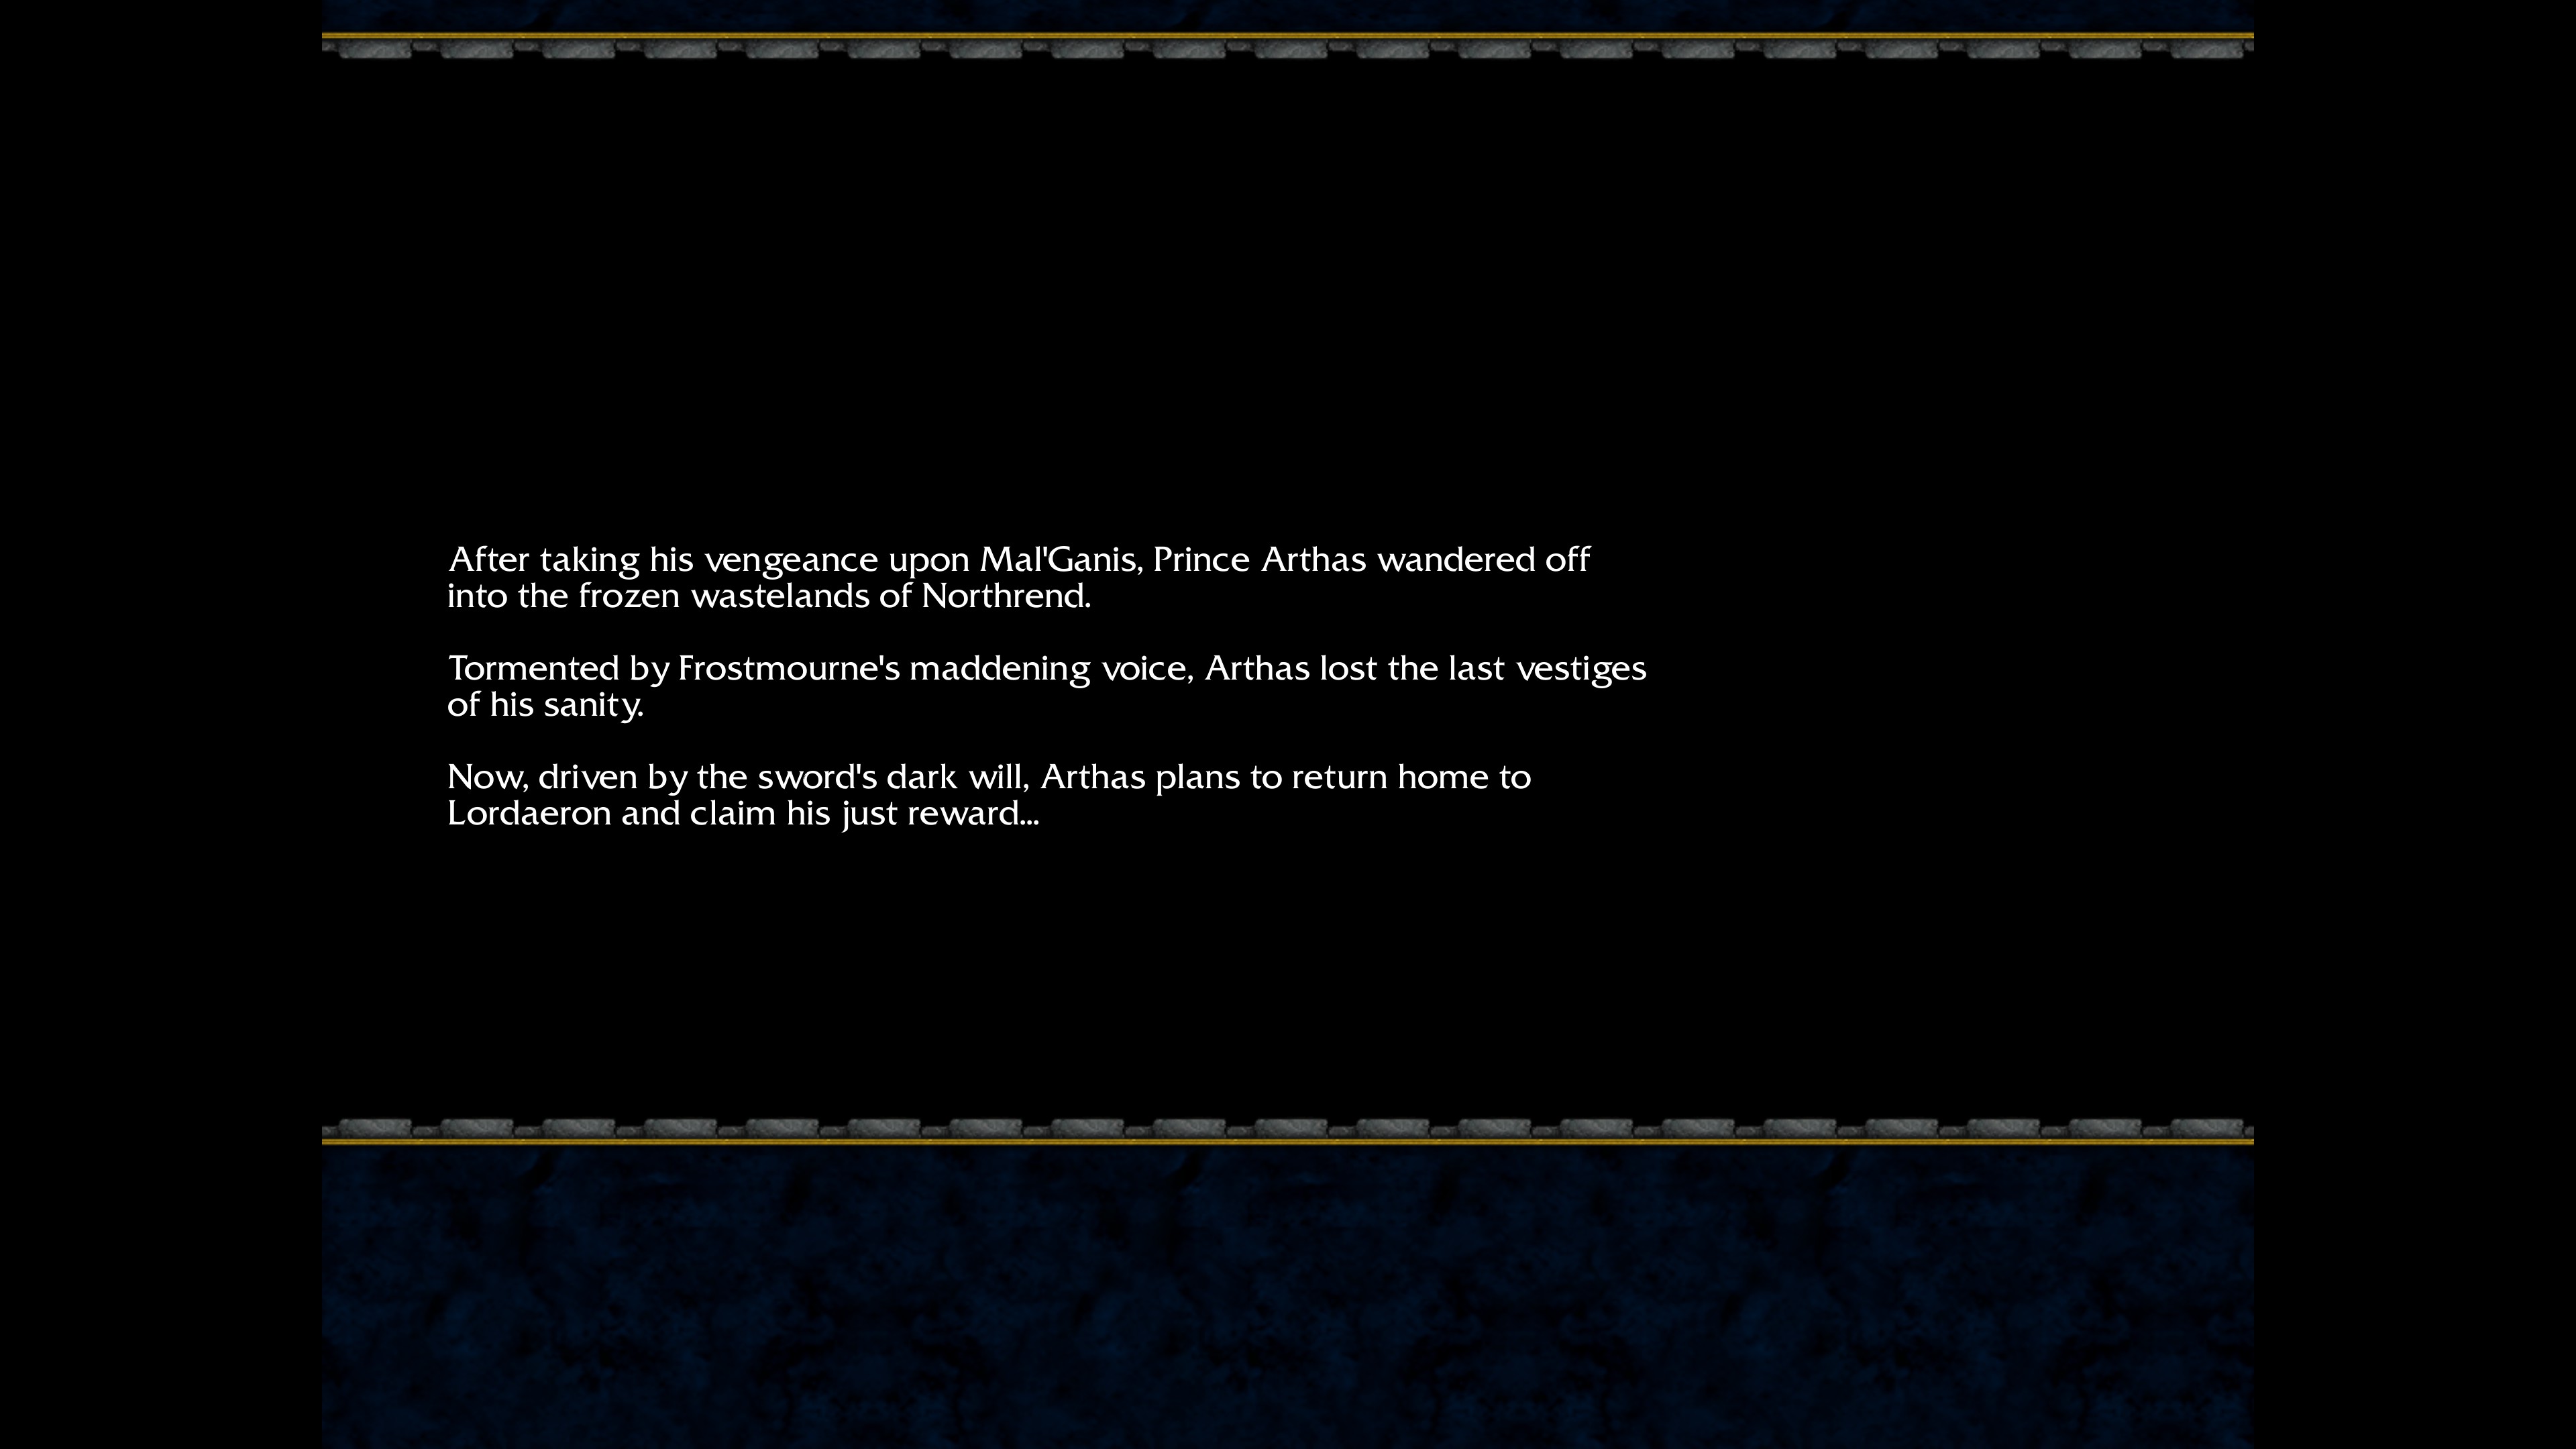 After taking his vengeance upon Mal'Ganis, Prince Arthas wandered off
into the frozen wastelands of Northrend.
Tormented by Frostmourne's maddening voice, Arthas lost the last vestiges
of his sanity.
Now, driven by the sword's dark will, Arthas plans to return home to
Lordaeron and claim his just reward...